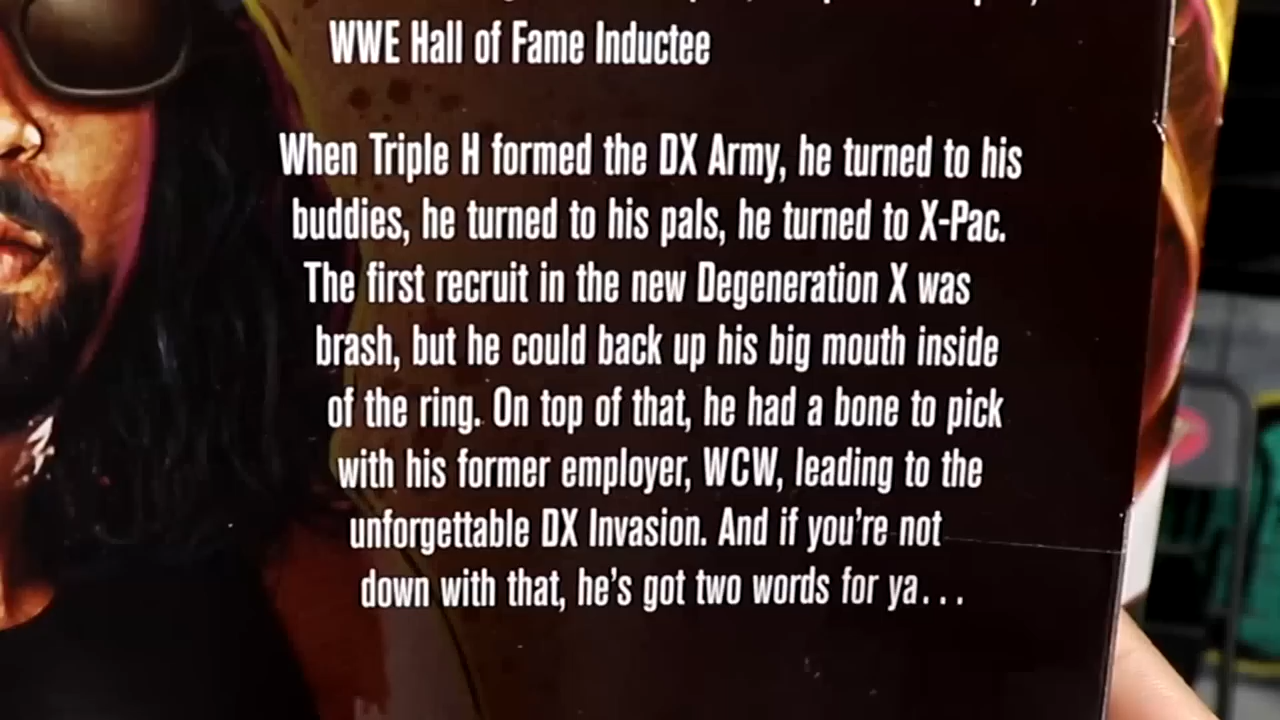 WWE Hall of Fame Inductee
When Triple H formed the DX Army, he turned to his
buddies, he turned to his pals, he turned to X-Pac.
The first recruit in the new Degeneration X was
brash, but he could back up his big mouth inside
of the ring. On top of that, he had a bone to pick
with his former employer, WCW, leading to the
unforgettable DX Invasion. And if you're not
down with that, he's got two words for ya...